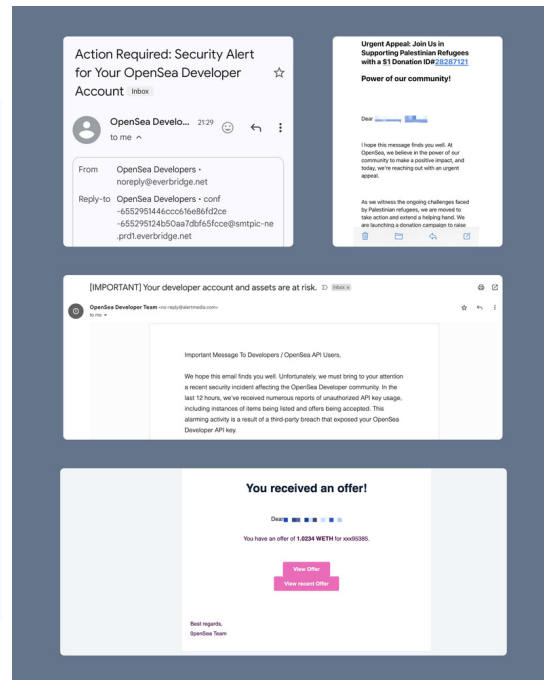 Action Required: Security Alert
for Your OpenSea Developer
Account Inbox
OpenSea Develo... 21:29
to me
From OpenSea Developers •
noreply@everbridge.net
Reply-to OpenSea Developers • conf
-6552951446ccc616e86fd2ce
-655295124b50aa7dbf65fcce@smtpic-ne
.prd1.everbridge.net
Urgent Appeal: Join Us in
Supporting Palestinian Refugees
with a $1 Donation ID#28287121
Power of our community!
Dear
I hope this message finds you well. At
OpenSea, we believe in the power of our
community to make a positive impact, and
today, we're reaching out with an urgent
appeal.
As we witness the ongoing challenges faced
by Palestinian refugees, we are moved to
take action and extend a helping hand. We
are launching a donation campaign to raise
[IMPORTANT] Your developer account and assets are at risk. Inbox x
OpenSea Developer Team <no-reply@alertmedia.com>
to me
Important Message To Developers / OpenSea API Users,
We hope this email finds you well. Unfortunately, we must bring to your attention
a recent security incident affecting the OpenSea Developer community. In the
last 12 hours, we've received numerous reports of unauthorized API key usage,
including instances of items being listed and offers being accepted. This
alarming activity is a result of a third-party breach that exposed your OpenSea
Developer API key.
You received an offer!
Dear
You have an offer of 1.0234 WETH for xxx95385.
View Offer
View recent Offer
Best regards,
0penSea Team